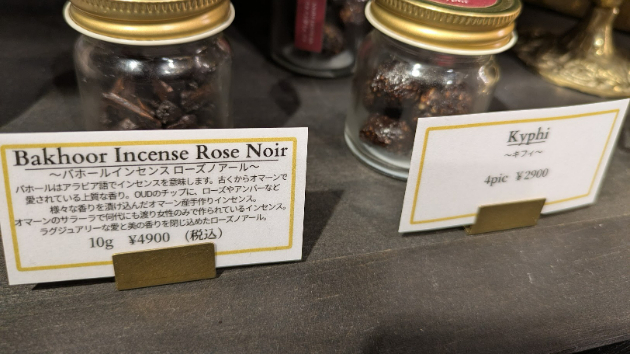 Bakhoor Incense Rose Noir
～バホールインセンス ローズノアール～
バホールはアラビア語でインセンスを意味します。古くからオマーンで
愛されている上質な香り。OUDのチップに、ローズやアンバーなど
様々な香りを漬け込んだオマーン産手作りインセンス。
オマーンのサラーラで何代にも渡り女性のみで作られているインセンス。
ラグジュアリーな愛と美の香りを閉じ込めたローズノアール。
10g ¥4900 （税込）
Kyphi
～キフィ～
4pic ¥2900